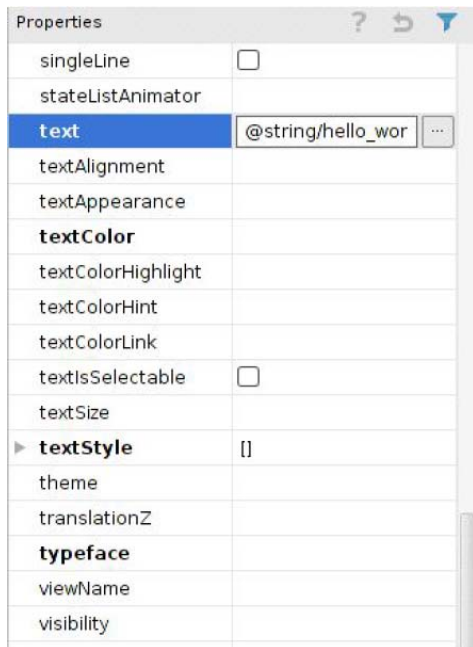 Properties ?
singleLine
stateListAnimator
text @string/hello_wor ...
textAlignment
textAppearance
textColor
textColorHighlight
textColorHint
textColorLink
textIsSelectable
textSize
textStyle []
theme
translationZ
typeface
viewName
visibility